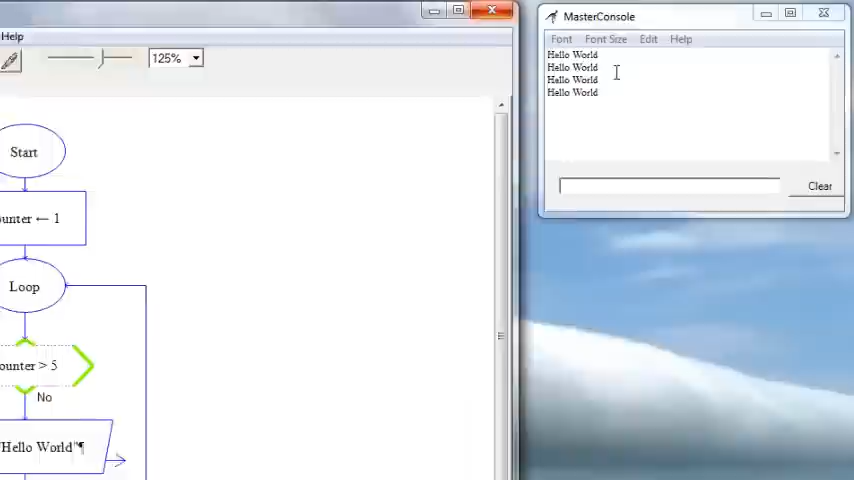 Help
125%
Start
ounter ← 1
Loop
ounter > 5
No
"Hello World"¶
MasterConsole
Font Font Size Edit Help
Hello World
Hello World
Hello World
Hello World
Clear